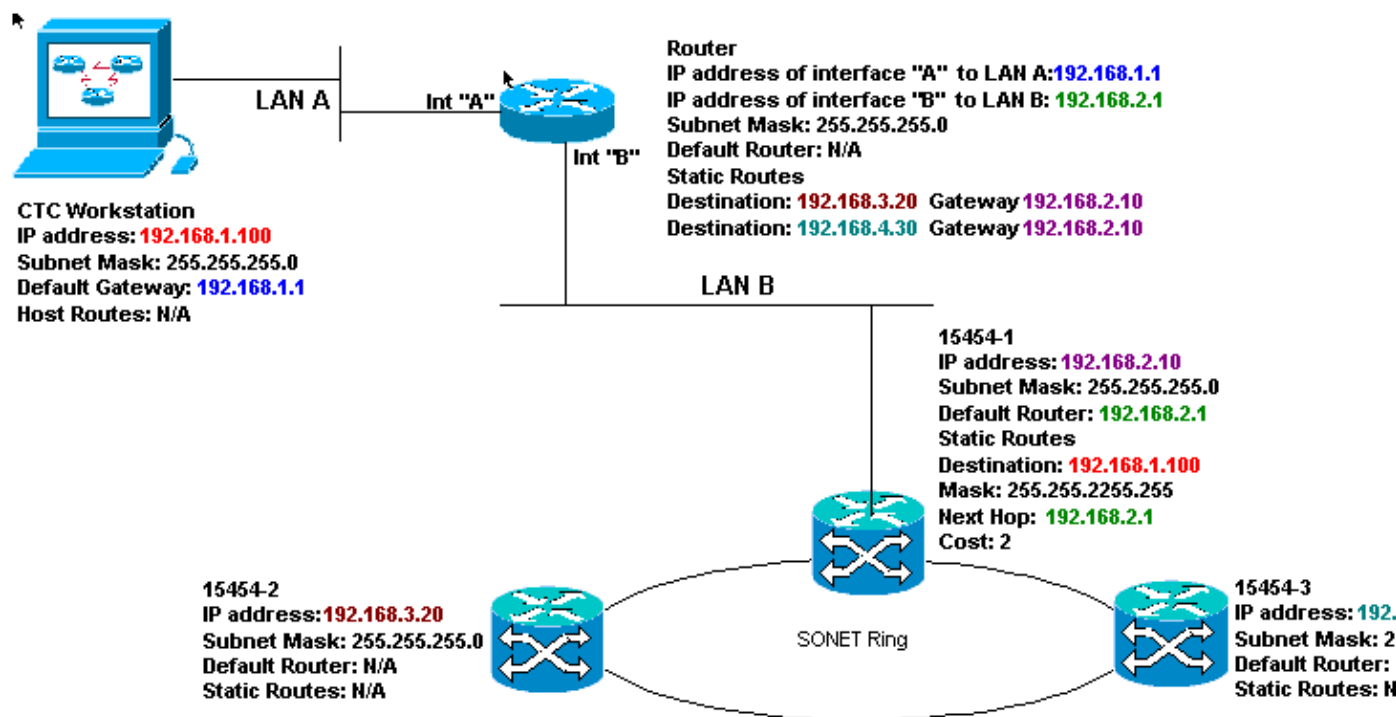 LAN A
Int "A"
Int "B"
Router
IP address of interface "A" to LAN A:192.168.1.1
IP address of interface "B" to LAN B: 192.168.2.1
Subnet Mask: 255.255.255.0
Default Router: N/A
Static Routes
Destination: 192.168.3.20 Gateway 192.168.2.10
Destination: 192.168.4.30 Gateway 192.168.2.10
CTC Workstation
IP address: 192.168.1.100
Subnet Mask: 255.255.255.0
Default Gateway: 192.168.1.1
Host Routes: N/A
LAN B
15454-1
IP address: 192.168.2.10
Subnet Mask: 255.255.255.0
Default Router: 192.168.2.1
Static Routes
Destination: 192.168.1.100
Mask: 255.255.2255.255
Next Hop: 192.168.2.1
Cost: 2
15454-2
IP address:192.168.3.20
Subnet Mask: 255.255.255.0
Default Router: N/A
Static Routes: N/A
SONET Ring
15454-3
IP address: 192.
Subnet Mask: 2
Default Router:
Static Routes: N